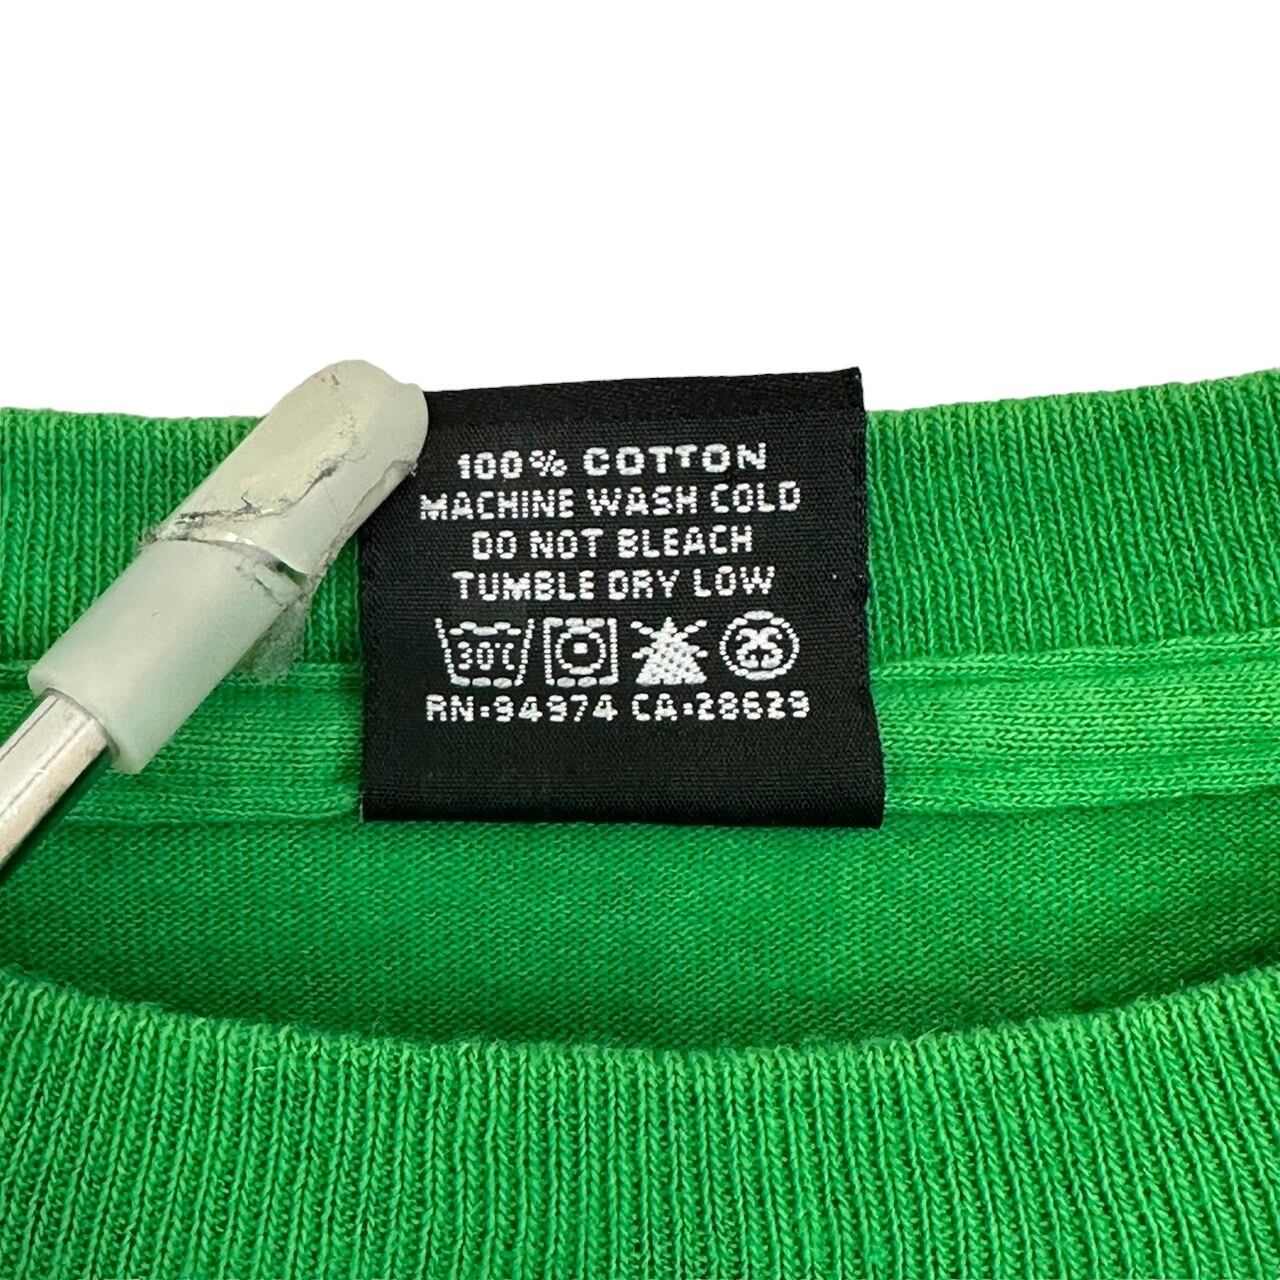 100% COTTON
MACHINE WASH COLD
DO NOT BLEACH
TUMBLE DRY LOW
30℃
RN•94974 CA•28629